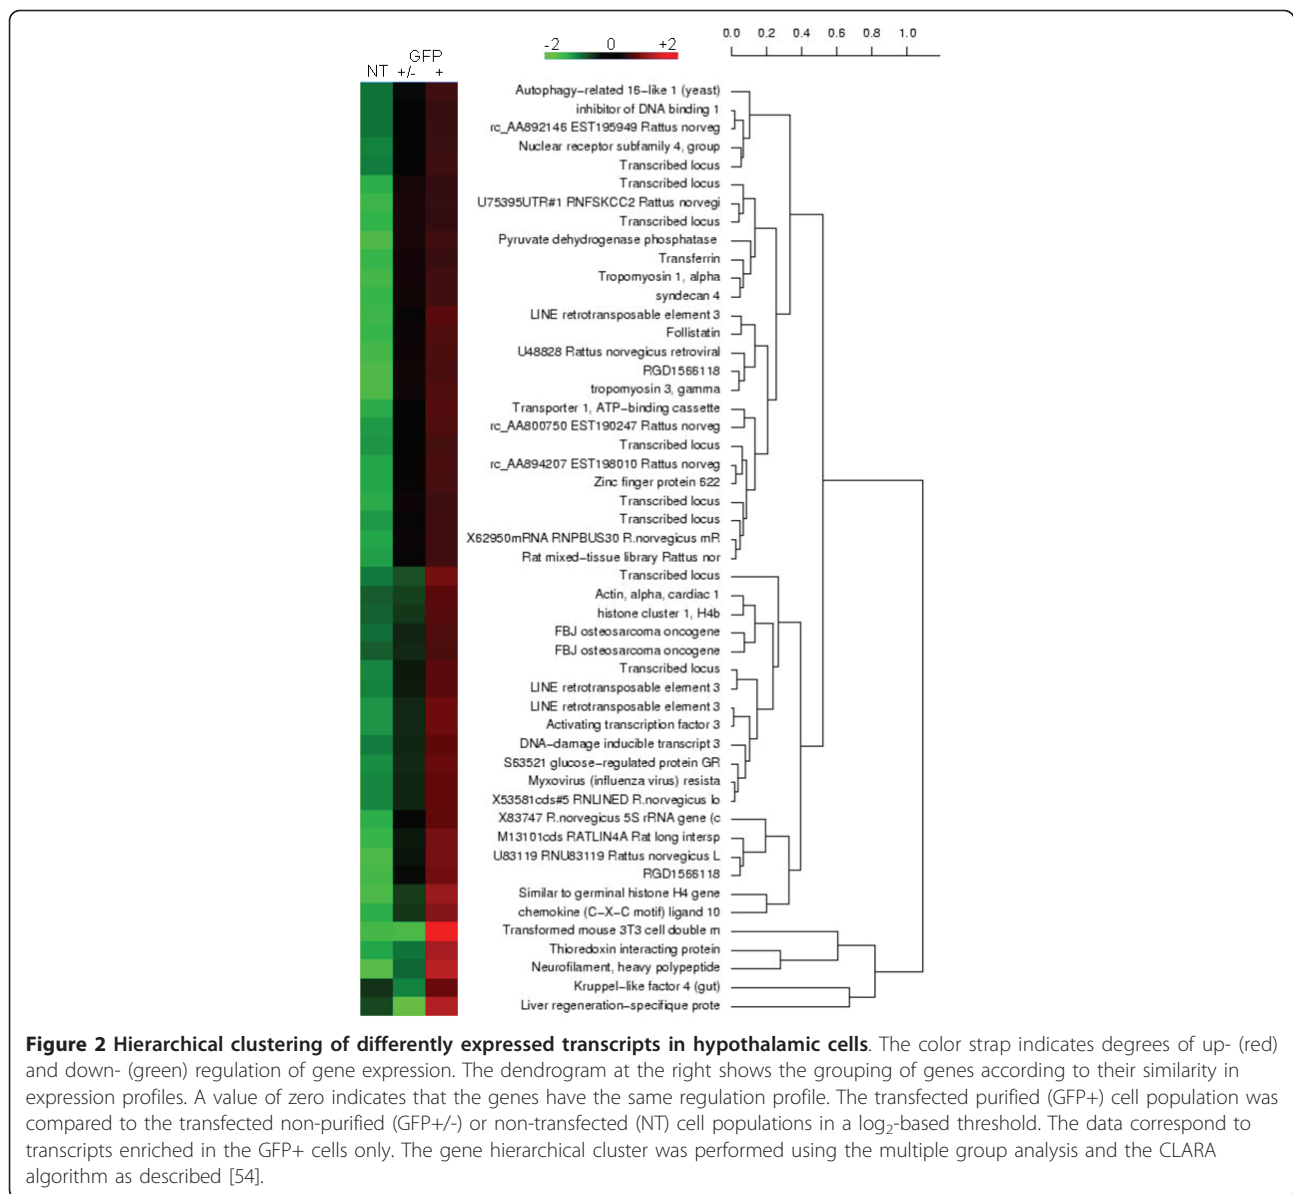 0.0 0.2 0.4 0.6 0.8 1.0
-2 0 +2
GFP
NT +/- +
Autophagy-related 16-like 1 (yeast)
inhibitor of DNA binding 1
rc_AA892146 EST195949 Rattus norveg
Nuclear receptor subfamily 4, group
Transcribed locus
Transcribed locus
U75395UTR#1 RNFSKCC2 Rattus norvegi
Transcribed locus
Pyruvate dehydrogenase phosphatase
Transferrin
Tropomyosin 1, alpha
syndecan 4
LINE retrotransposable element 3
Follistatin
U48828 Rattus norvegicus retroviral
RGD1566118
tropomyosin 3, gamma
Transporter 1, ATP-binding cassette
rc_AA800750 EST190247 Rattus norveg
Transcribed locus
rc_AA894207 EST198010 Rattus norveg
Zinc finger protein 622
Transcribed locus
Transcribed locus
X62950mRNA RNPBUS30 R.norvegicus mR
Rat mixed-tissue library Rattus nor
Transcribed locus
Actin, alpha, cardiac 1
histone cluster 1, H4b
FBJ osteosarcoma oncogene
FBJ osteosarcoma oncogene
Transcribed locus
LINE retrotransposable element 3
LINE retrotransposable element 3
Activating transcription factor 3
DNA-damage inducible transcript 3
S63521 glucose-regulated protein GR
Myxovirus (influenza virus) resista
X53581cds#5 RNLINED R.norvegicus lo
X83747 R.norvegicus 5S rRNA gene (c
M13101cds RATLIN4A Rat long intersp
U83119 RNU83119 Rattus norvegicus L
RGD1566118
Similar to germinal histone H4 gene
chemokine (C-X-C motif) ligand 10
Transformed mouse 3T3 cell double m
Thioredoxin interacting protein
Neurofilament, heavy polypeptide
Kruppel-like factor 4 (gut)
Liver regeneration-specifique prote
Figure 2 Hierarchical clustering of differently expressed transcripts in hypothalamic cells. The color strap indicates degrees of up- (red)
and down- (green) regulation of gene expression. The dendrogram at the right shows the grouping of genes according to their similarity in
expression profiles. A value of zero indicates that the genes have the same regulation profile. The transfected purified (GFP+) cell population was
compared to the transfected non-purified (GFP+/-) or non-transfected (NT) cell populations in a log2-based threshold. The data correspond to
transcripts enriched in the GFP+ cells only. The gene hierarchical cluster was performed using the multiple group analysis and the CLARA
algorithm as described [54].